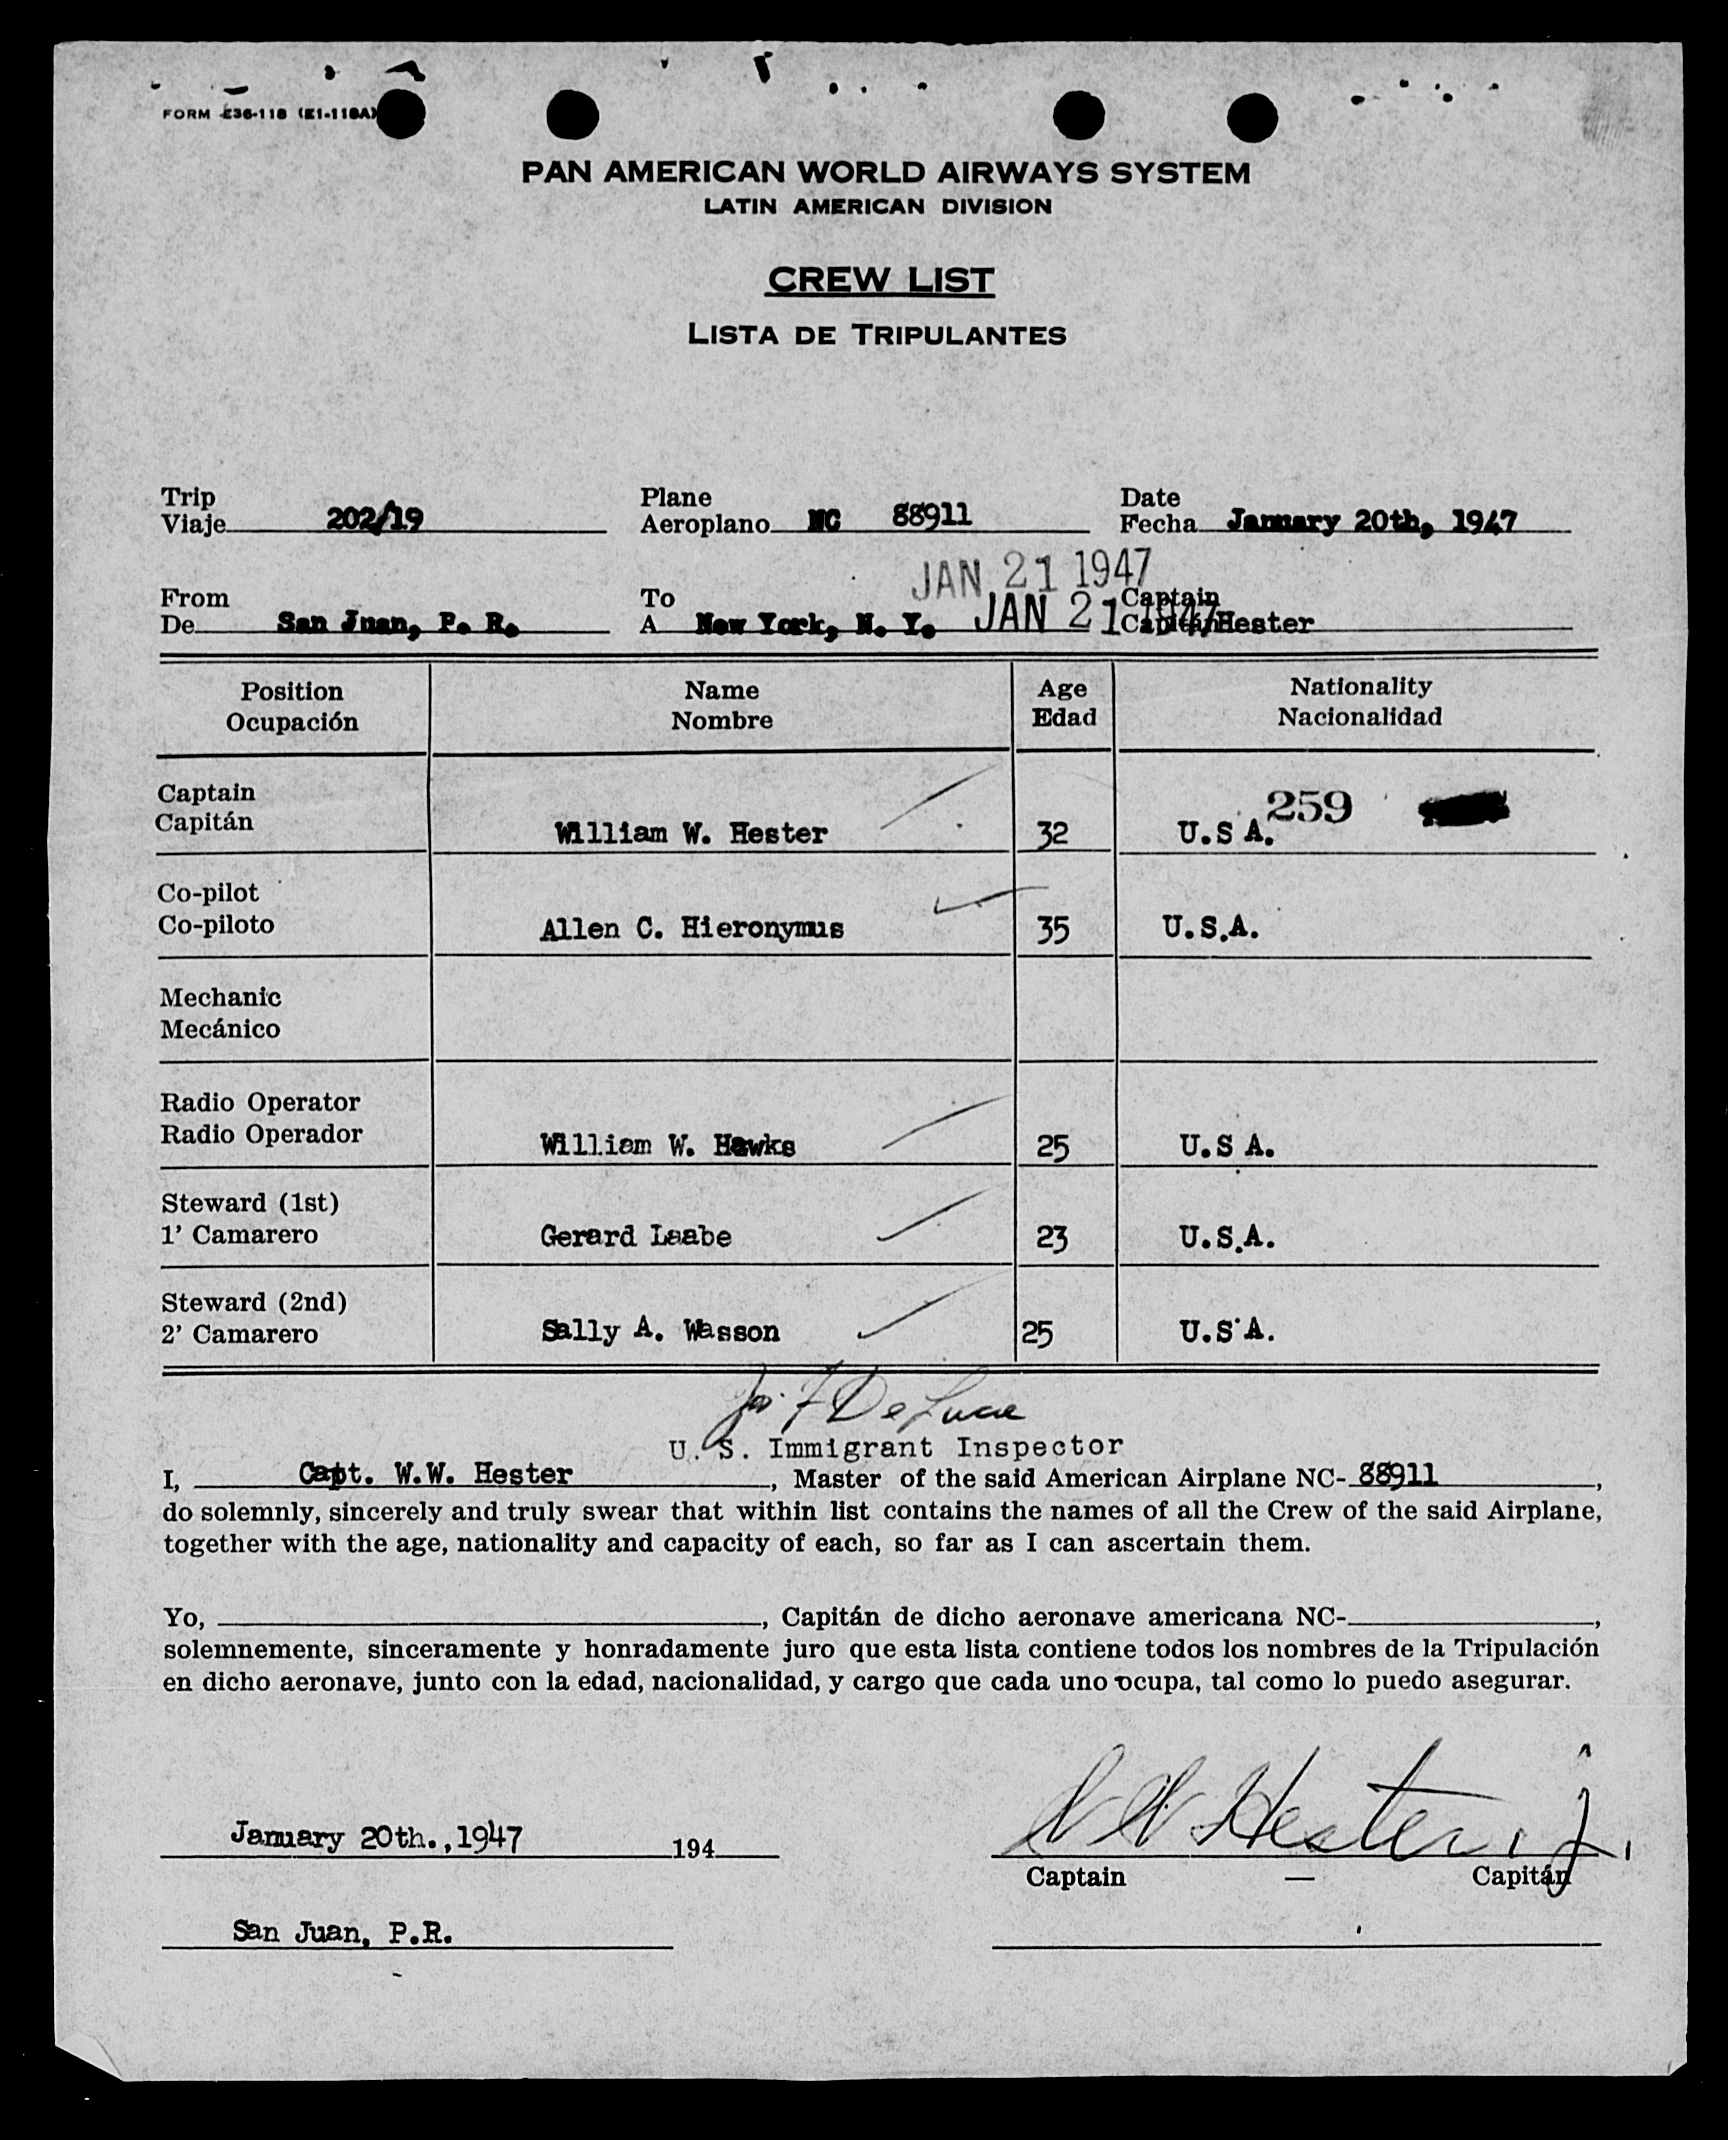 FORM E36-118 (E1-118A)
PAN AMERICAN WORLD AIRWAYS SYSTEM
LATIN AMERICAN DIVISION
CREW LIST
LISTA DE TRIPULANTES
Trip Plane Date
Viaje 202/19 Aeroplano NC 88911 Fecha January 20th, 1947
JAN 21 1947
From To Captain
De San Juan, P. R. A New York, N. Y. JAN 21 1947 Capitán Hester
Position Name Age Nationality
Ocupación Nombre Edad Nacionalidad
Captain 259
Capitán William W. Hester 32 U.S A.
Co-pilot
Co-piloto Allen C. Hieronymus 35 U.S.A.
Mechanic
Mecánico
Radio Operator
Radio Operador William W. Hawks 25 U.S A.
Steward (1st)
1' Camarero Gerard Laabe 23 U.S.A.
Steward (2nd)
2' Camarero Sally A. Wasson 25 U.S A.
Jos. F De Luca
U. S. Immigrant Inspector
I, Capt. W.W. Hester, Master of the said American Airplane NC-88911,
do solemnly, sincerely and truly swear that within list contains the names of all the Crew of the said Airplane,
together with the age, nationality and capacity of each, so far as I can ascertain them.
Yo, , Capitán de dicho aeronave americana NC- ,
solemnemente, sinceramente y honradamente juro que esta lista contiene todos los nombres de la Tripulación
en dicho aeronave, junto con la edad, nacionalidad, y cargo que cada uno ocupa, tal como lo puedo asegurar.
January 20th.,1947 194 W W Hester, Jr.
Captain — Capitán
San Juan, P.R.